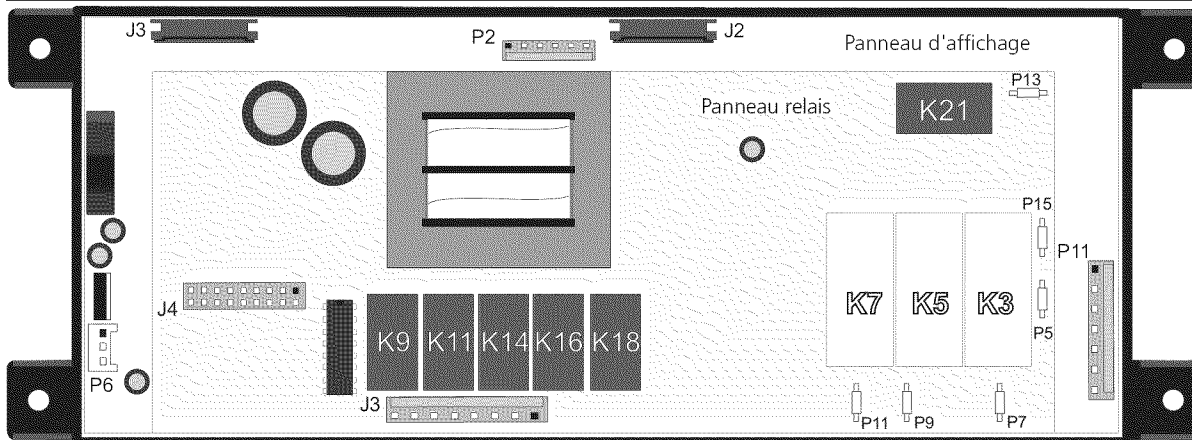 J3
P2
J2
Panneau d'affichage
P13
K21
Panneau relais
P15
P11
J4
K7
K5
K3
P5
K9
K11
K14
K16
K18
P6
J3
P11
P9
P7